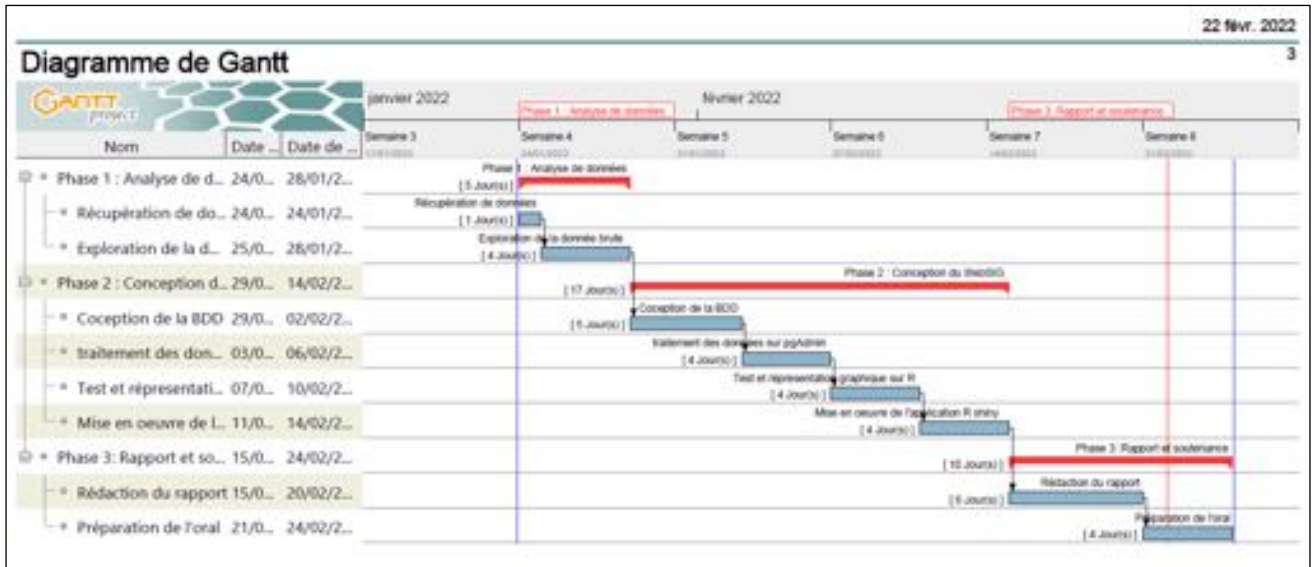 22 févr. 2022
Diagramme de Gantt
3
GANTT
project
janvier 2022
février 2022
Phase 1 : Analyse de données
Phase 3: Rapport et soutenance
Nom
Date ...
Date de ...
Semaine 3
Semaine 4
Semaine 5
Semaine 6
Semaine 7
Semaine 8
Phase 1 : Analyse de d... 24/0... 28/01/2...
Phase 1 : Analyse de données
[ 5 Jour(s) ]
Récupération de do... 24/0... 24/01/2...
Récupération de données
[ 1 Jour(s) ]
Exploration de la d... 25/0... 28/01/2...
Exploration de la donnée brute
[ 4 Jour(s) ]
Phase 2 : Conception d... 29/0... 14/02/2...
Phase 2 : Conception du WebSIG
[ 17 Jour(s) ]
Coception de la BDD 29/0... 02/02/2...
Coception de la BDD
[ 5 Jour(s) ]
traitement des don... 03/0... 06/02/2...
traitement des données sur pgAdmin
[ 4 Jour(s) ]
Test et répresentati... 07/0... 10/02/2...
Test et répresentation graphique sur R
[ 4 Jour(s) ]
Mise en oeuvre de l... 11/0... 14/02/2...
Mise en oeuvre de l'application R shiny
[ 4 Jour(s) ]
Phase 3: Rapport et so... 15/0... 24/02/2...
Phase 3: Rapport et soutenance
[ 10 Jour(s) ]
Rédaction du rapport 15/0... 20/02/2...
Rédaction du rapport
[ 6 Jour(s) ]
Préparation de l'oral 21/0... 24/02/2...
Préparation de l'oral
[ 4 Jour(s) ]